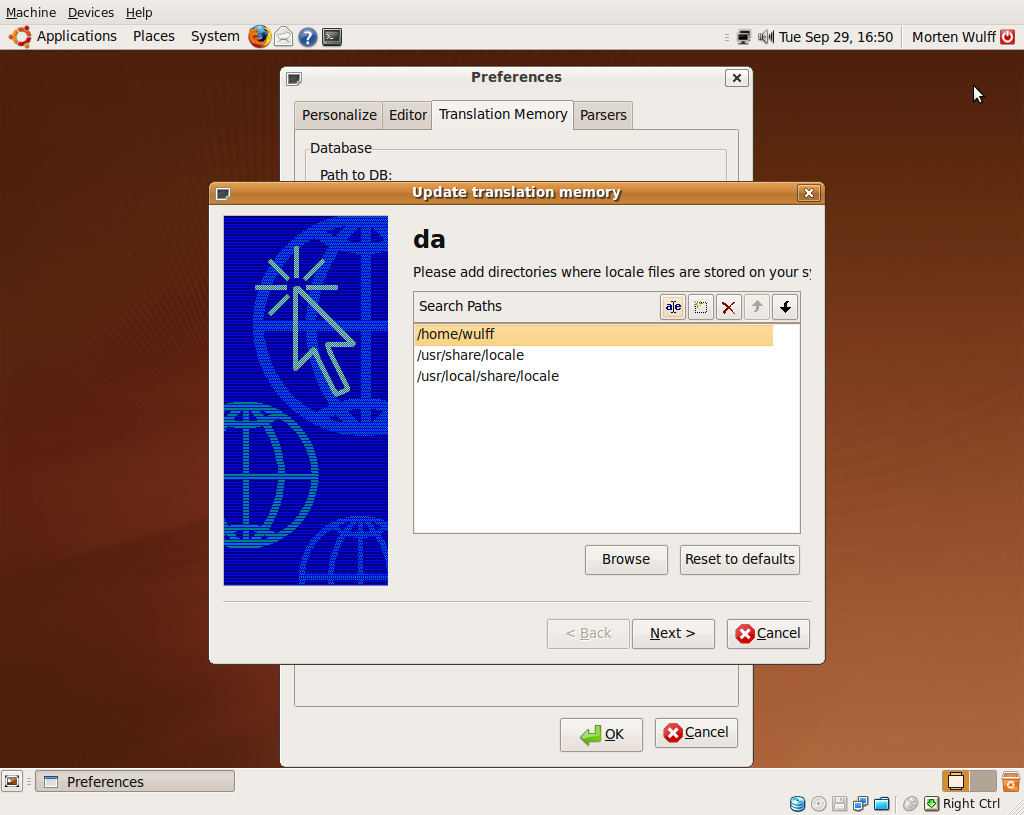 Machine Devices Help
Applications Places System Tue Sep 29, 16:50 Morten Wulff
Preferences
Personalize Editor Translation Memory Parsers
Database
Path to DB:
Update translation memory
da
Please add directories where locale files are stored on your
Search Paths
/home/wulff
/usr/share/locale
/usr/local/share/locale
Browse Reset to defaults
< Back Next > Cancel
OK Cancel
Preferences
Right Ctrl